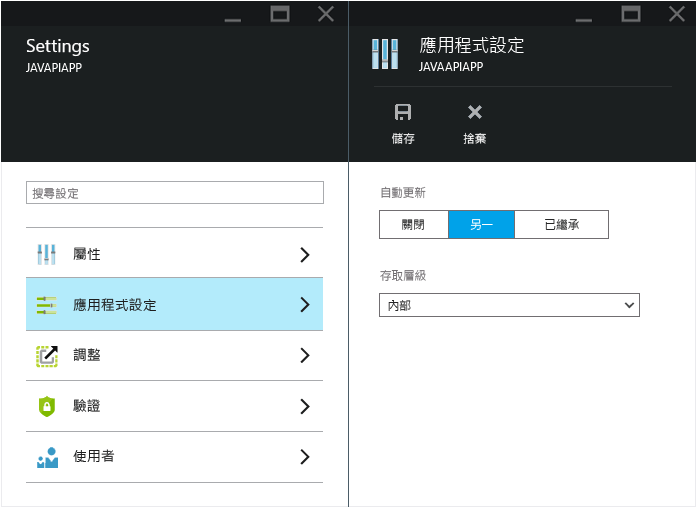 Settings
JAVAPIAPP
搜尋設定
屬性
應用程式設定
調整
驗證
使用者
應用程式設定
JAVAAPIAPP
儲存 捨棄
自動更新
關閉 另一 已繼承
存取層級
內部